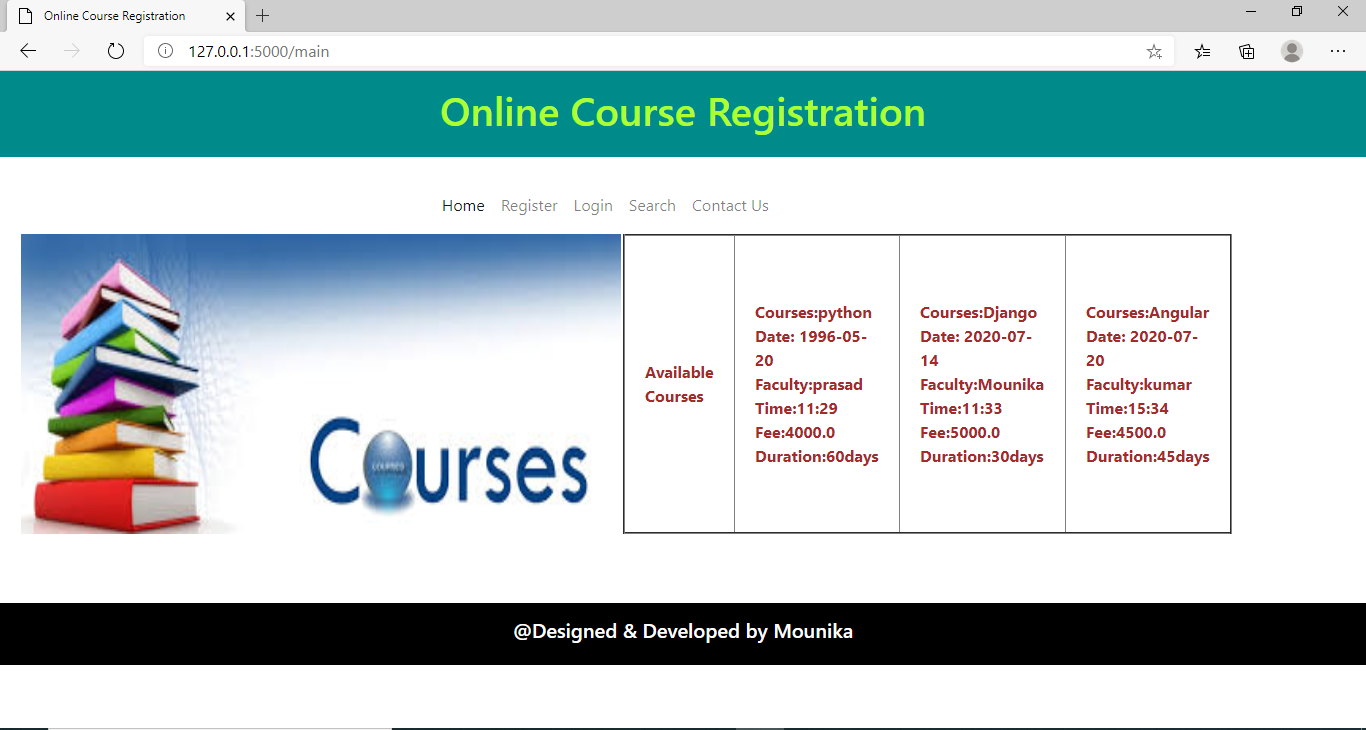 Online Course Registration
127.0.0.1:5000/main
Online Course Registration
Home Register Login Search Contact Us
Courses
COURSES
Available
Courses
Courses:python
Date: 1996-05-
20
Faculty:prasad
Time:11:29
Fee:4000.0
Duration:60days
Courses:Django
Date: 2020-07-
14
Faculty:Mounika
Time:11:33
Fee:5000.0
Duration:30days
Courses:Angular
Date: 2020-07-
20
Faculty:kumar
Time:15:34
Fee:4500.0
Duration:45days
@Designed & Developed by Mounika